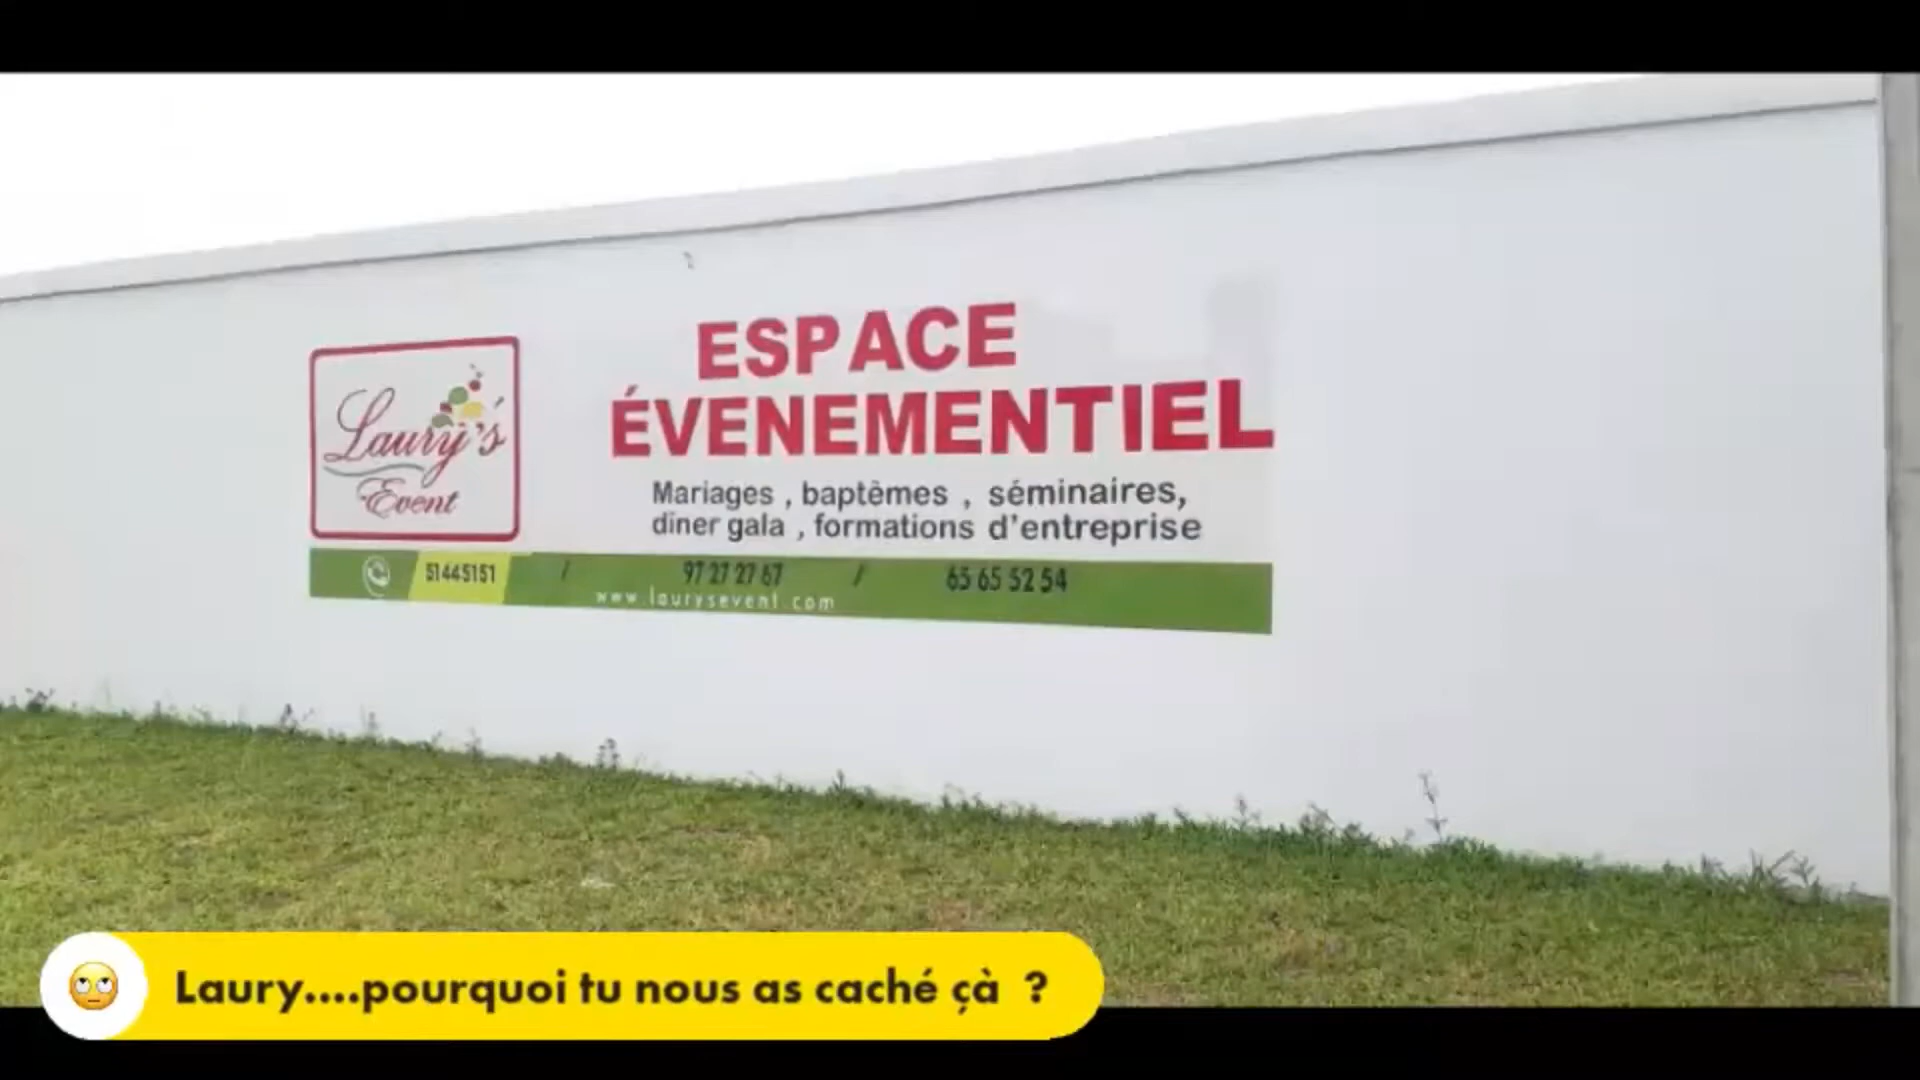 Laury's
Event
ESPACE
ÉVENEMENTIEL
Mariages , baptêmes , séminaires,
dîner gala , formations d'entreprise
51445151 / 97 27 27 67 / 65 65 52 54
www.laurysevent.com
Laury....pourquoi tu nous as caché çà ?